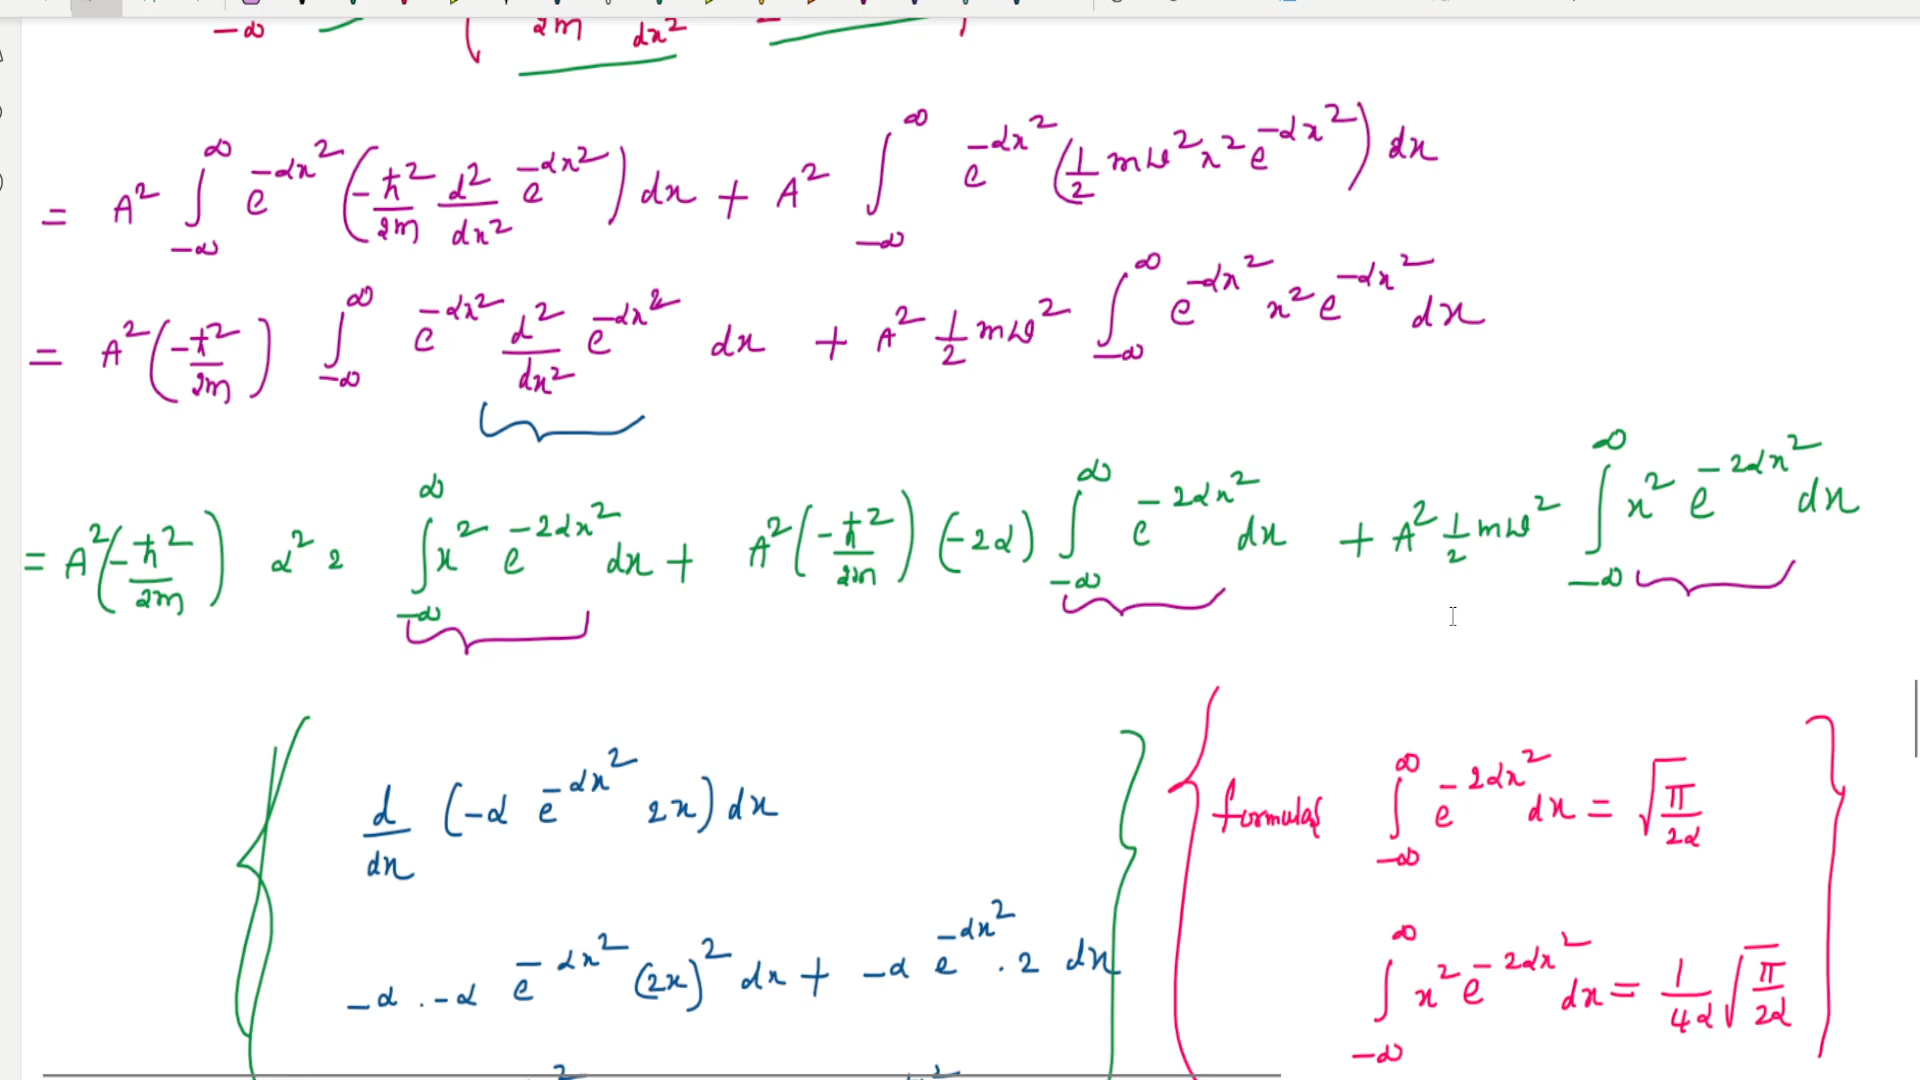 -∞ 2m dx²
= A² ∫_{-∞}^{∞} e^{-αx²} (-ħ²/2m d²/dx² e^{-αx²}) dx + A² ∫_{-∞}^{∞} e^{-αx²} (1/2 mω² x² e^{-αx²}) dx
= A² (-ħ²/2m) ∫_{-∞}^{∞} e^{-αx²} d²/dx² e^{-αx²} dx + A² 1/2 mω² ∫_{-∞}^{∞} e^{-αx²} x² e^{-αx²} dx
= A² (-ħ²/2m) α² 2 ∫_{-∞}^{∞} x² e^{-2αx²} dx + A² (-ħ²/2m) (-2α) ∫_{-∞}^{∞} e^{-2αx²} dx + A² 1/2 mω² ∫_{-∞}^{∞} x² e^{-2αx²} dx
d/dx (-α e^{-αx²} 2x) dx
-α . -α e^{-αx²} (2x)² dx + -α e^{-αx²} . 2 dx
formulas ∫_{-∞}^{∞} e^{-2αx²} dx = √(π/2α)
∫_{-∞}^{∞} x² e^{-2αx²} dx = 1/4α √(π/2α)